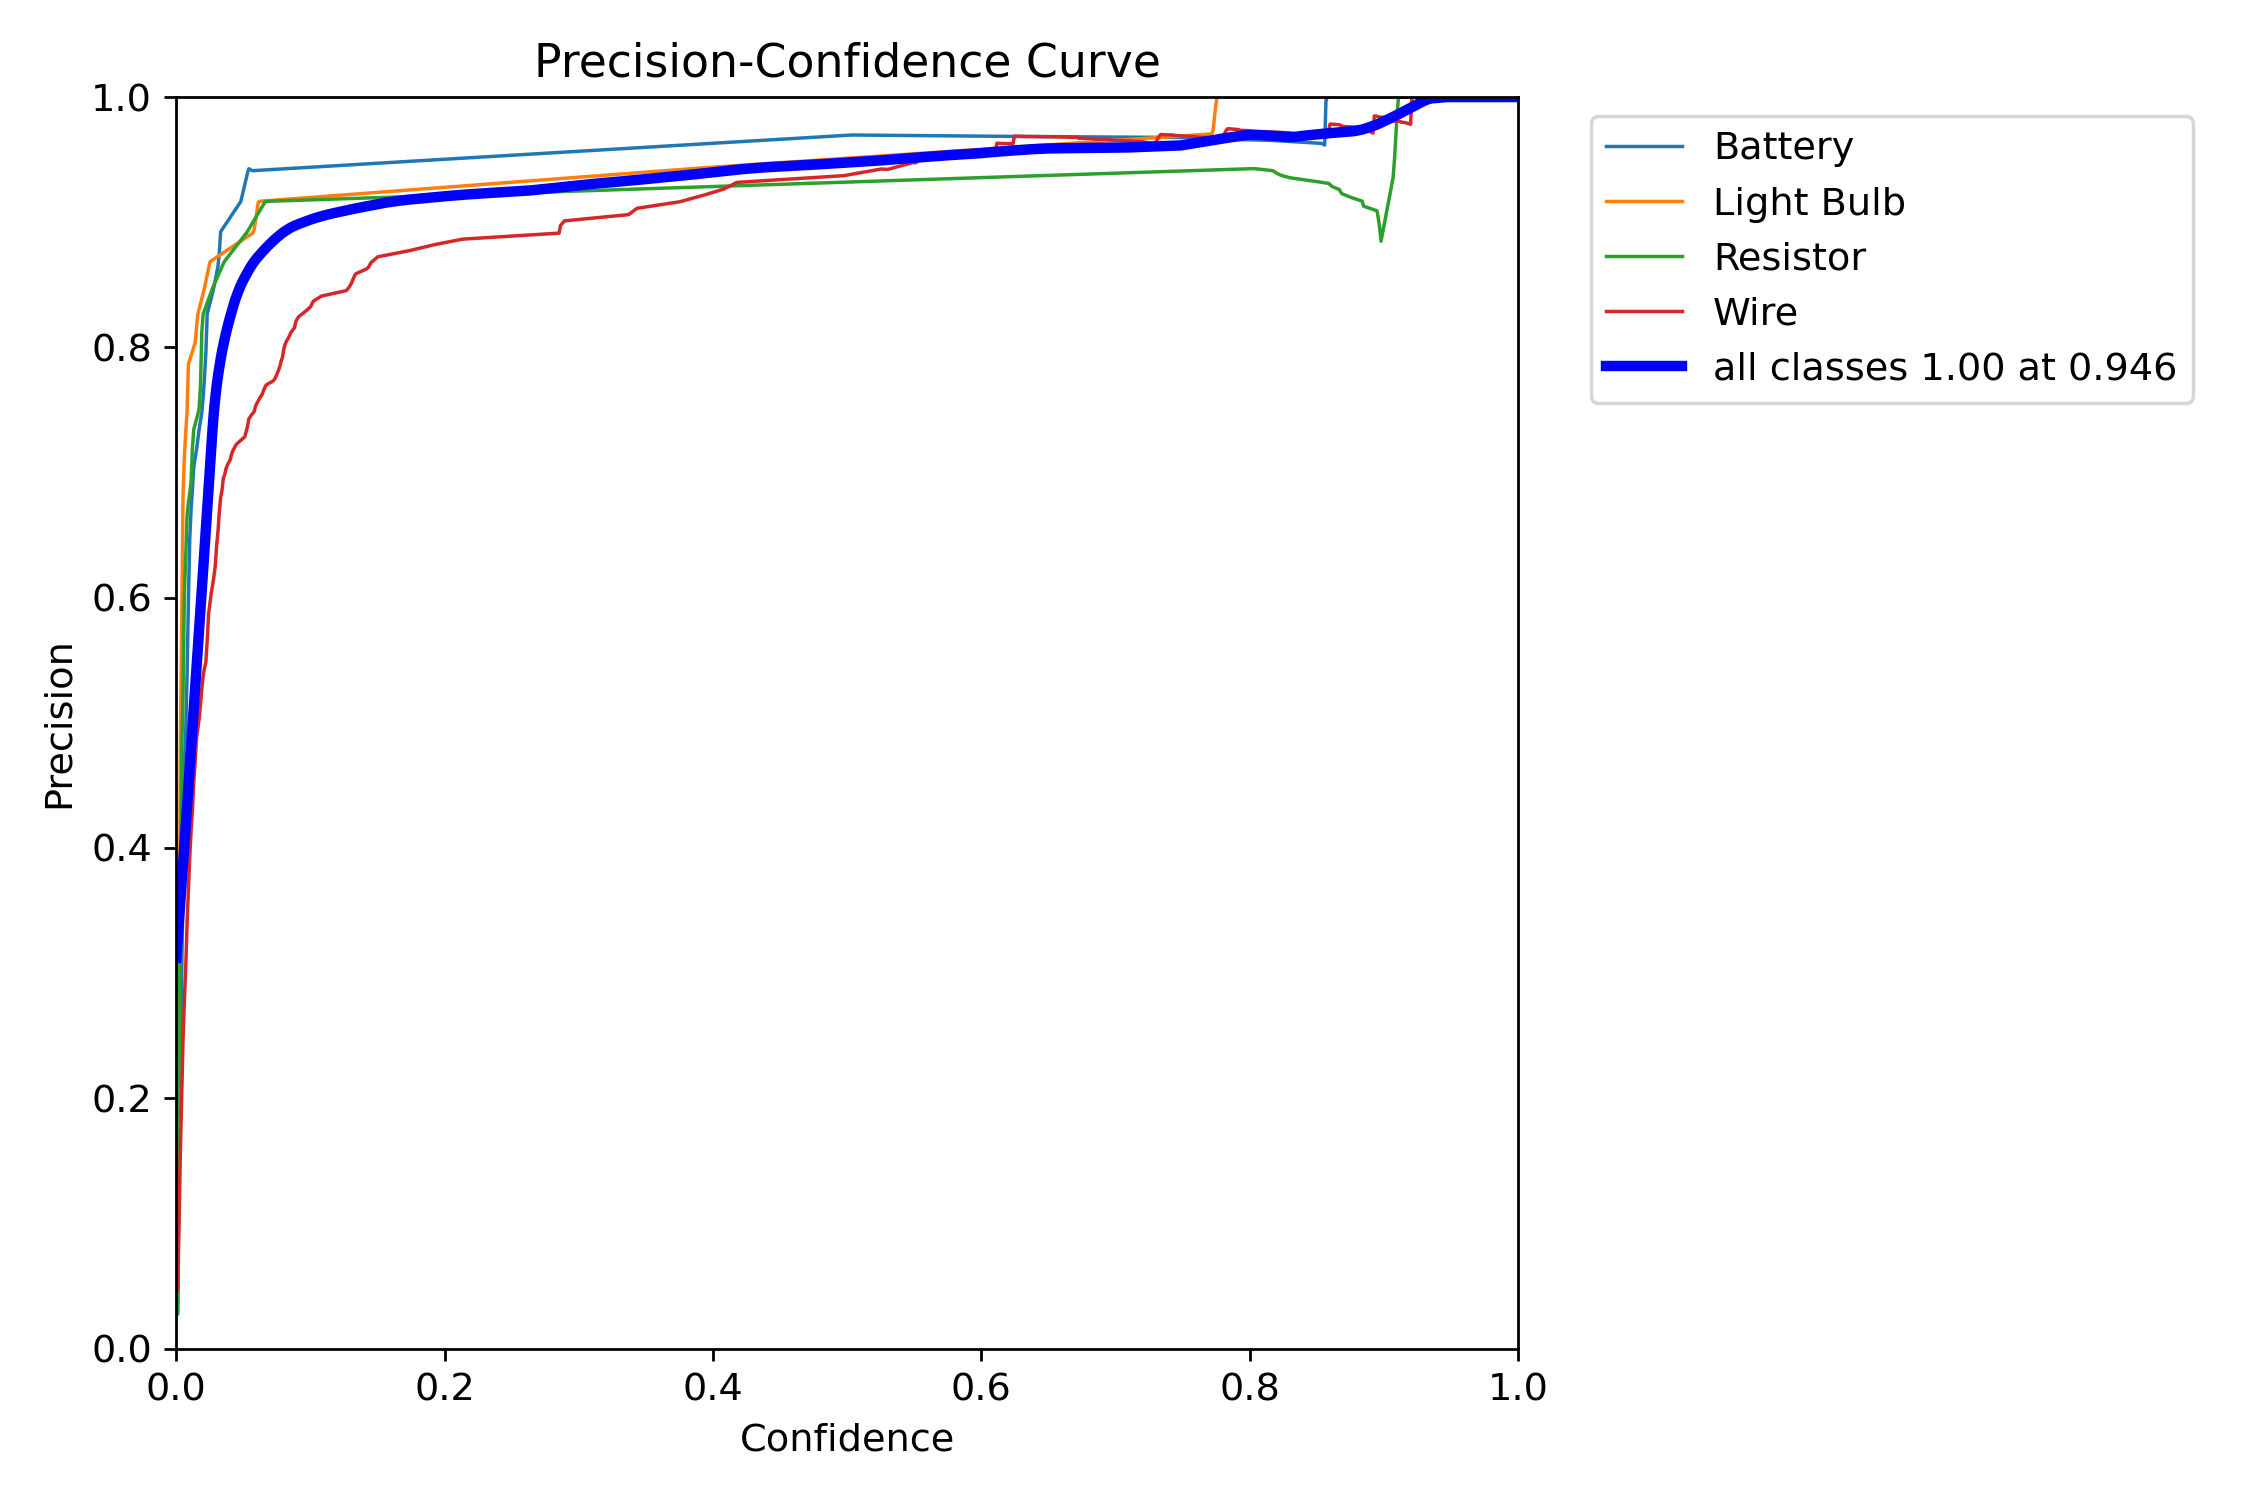 Precision-Confidence Curve
1.0
0.8
0.6
0.4
0.2
0.0
Precision
0.0 0.2 0.4 0.6 0.8 1.0
Confidence
Battery
Light Bulb
Resistor
Wire
all classes 1.00 at 0.946